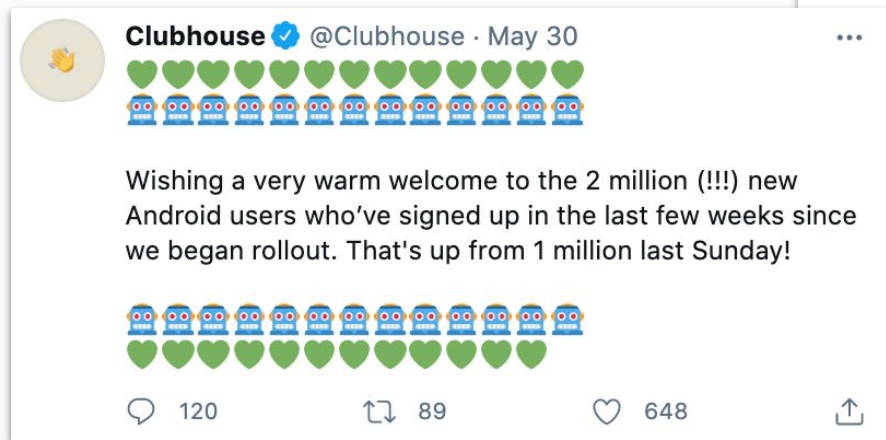 Clubhouse @Clubhouse · May 30
💚💚💚💚💚💚💚💚💚💚💚💚💚
🤖🤖🤖🤖🤖🤖🤖🤖🤖🤖🤖🤖🤖
Wishing a very warm welcome to the 2 million (!!!) new
Android users who’ve signed up in the last few weeks since
we began rollout. That's up from 1 million last Sunday!
🤖🤖🤖🤖🤖🤖🤖🤖🤖🤖🤖🤖🤖
💚💚💚💚💚💚💚💚💚💚💚💚
120 89 648